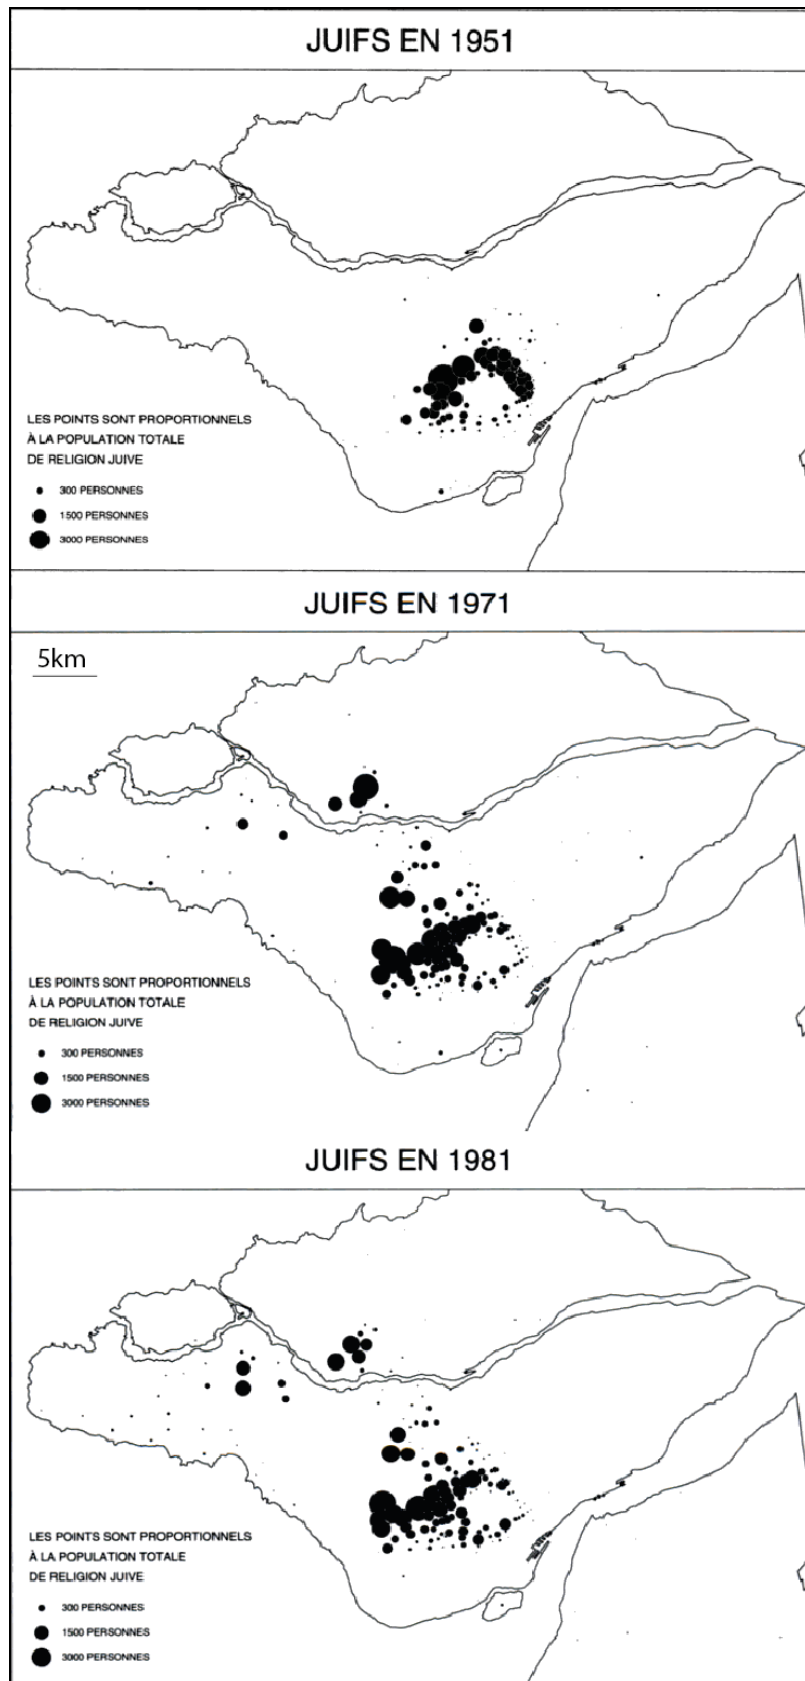 JUIFS EN 1951
LES POINTS SONT PROPORTIONNELS
À LA POPULATION TOTALE
DE RELIGION JUIVE
300 PERSONNES
1500 PERSONNES
3000 PERSONNES
JUIFS EN 1971
5km
LES POINTS SONT PROPORTIONNELS
À LA POPULATION TOTALE
DE RELIGION JUIVE
300 PERSONNES
1500 PERSONNES
3000 PERSONNES
JUIFS EN 1981
LES POINTS SONT PROPORTIONNELS
À LA POPULATION TOTALE
DE RELIGION JUIVE
300 PERSONNES
1500 PERSONNES
3000 PERSONNES